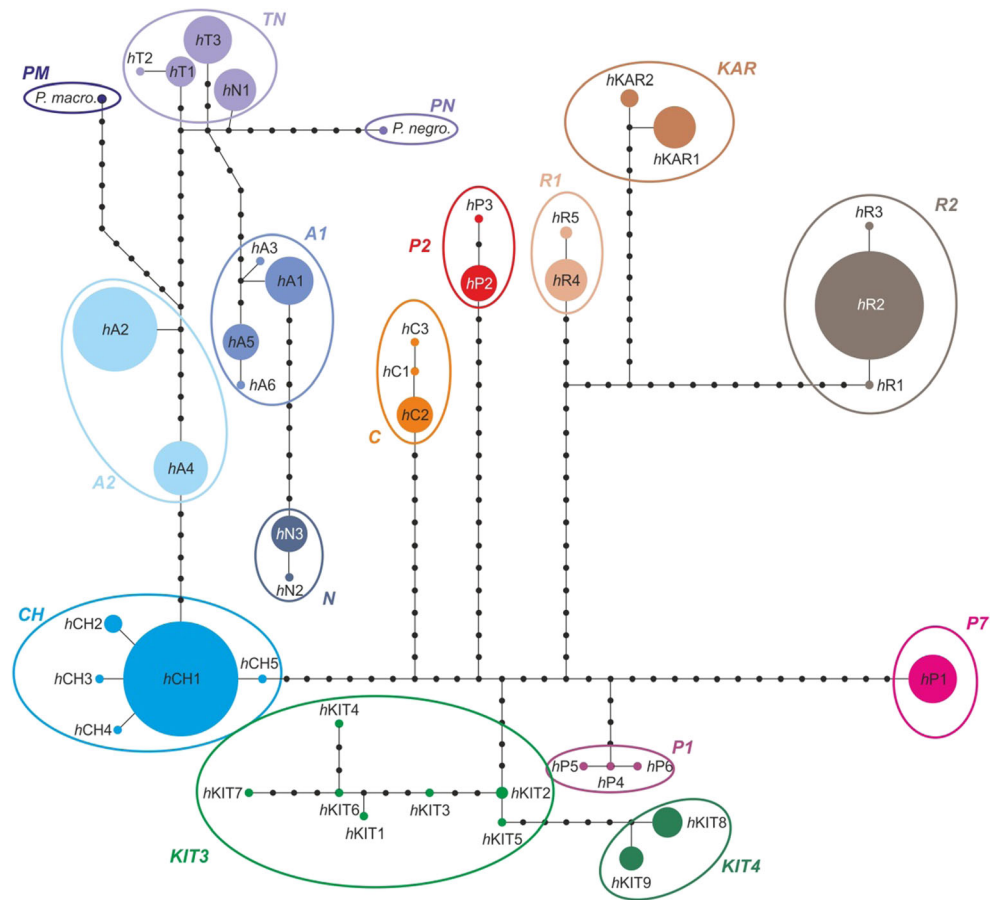 TN
hT3
hT2
hT1
PM
KAR
hKAR2
P. macro.
hN1
PN
P. negro.
hKAR1
R1
hP3
hR5
hR3
R2
A1
hA3
P2
hA1
hP2
hR4
hA2
hR2
hC3
hA5
hC1
hA6
hR1
hC2
C
hA4
A2
hN3
hN2
N
CH
hCH2
P7
hCH5
hCH3
hCH1
hP1
hKIT4
hCH4
P1
hP5
hP6
hP4
hKIT7
hKIT6
hKIT3
hKIT2
hKIT1
hKIT5
hKIT8
KIT3
hKIT9
KIT4